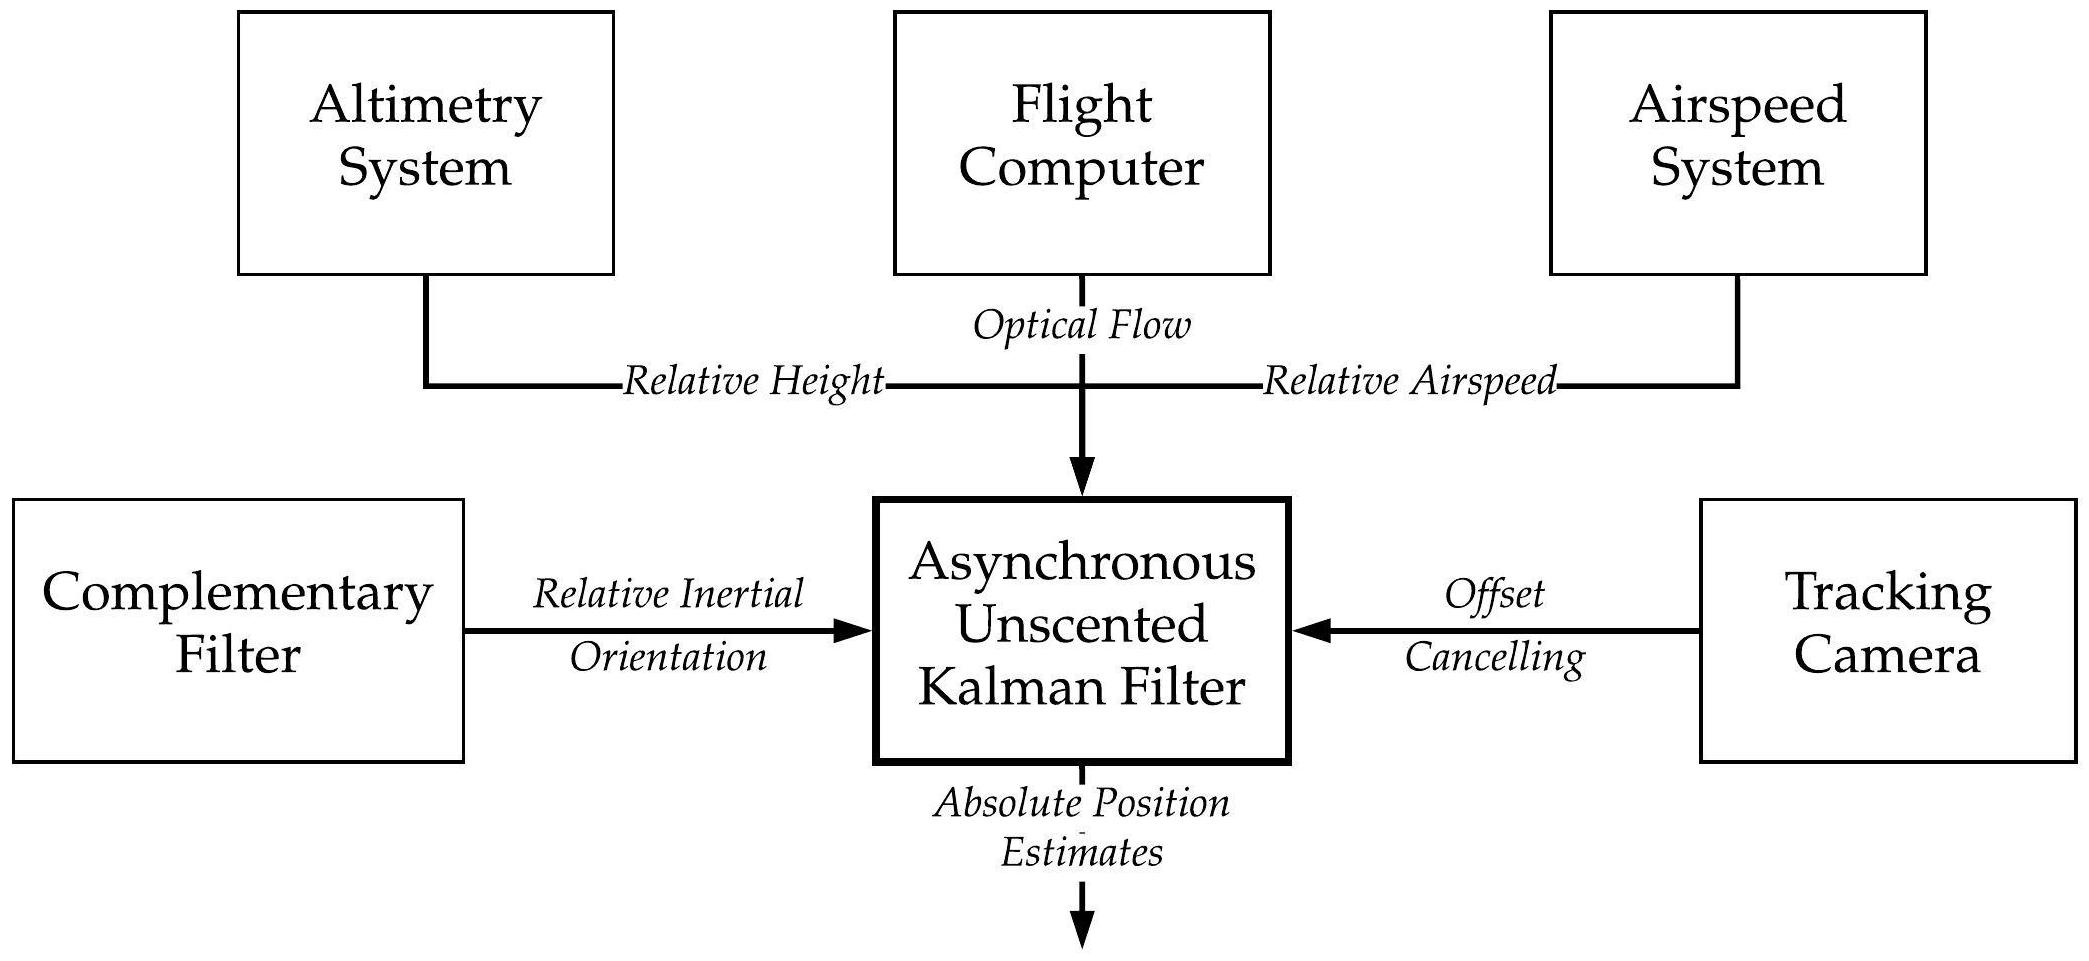 Altimetry
System
Flight
Computer
Airspeed
System
Optical Flow
Relative Height
Relative Airspeed
Complementary
Filter
Relative Inertial
Orientation
Asynchronous
Unscented
Kalman Filter
Offset
Cancelling
Tracking
Camera
Absolute Position
Estimates